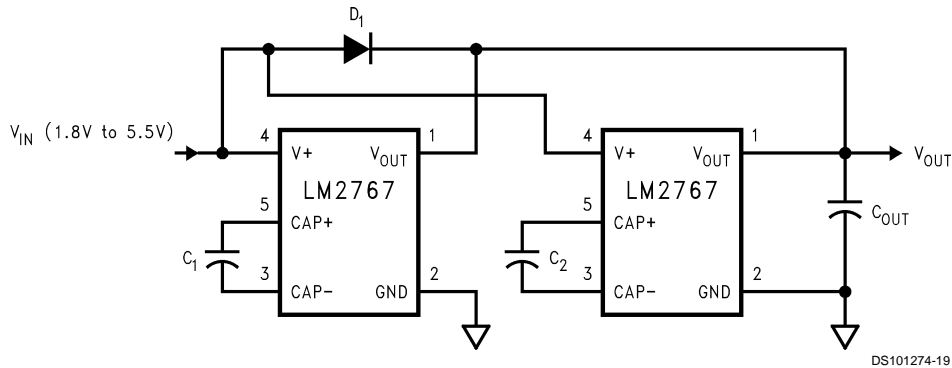 D1
VIN (1.8V to 5.5V)
4
V+
VOUT
1
LM2767
5
CAP+
C1
3
CAP−
GND
2
4
V+
VOUT
1
LM2767
5
CAP+
C2
3
CAP−
GND
2
VOUT
COUT
DS101274-19